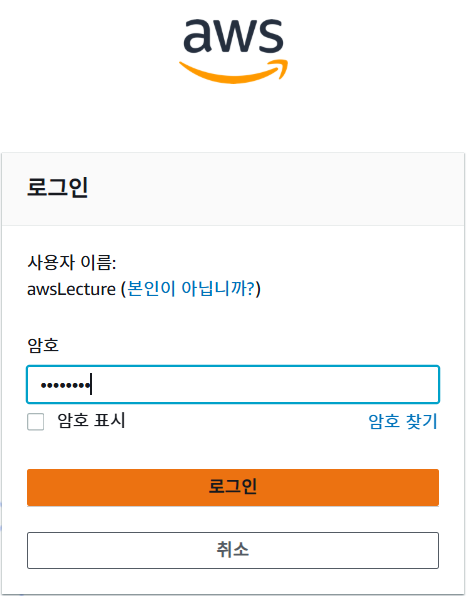 aws
로그인
사용자 이름:
awsLecture (본인이 아닙니까?)
암호
••••••••
암호 표시
암호 찾기
로그인
취소